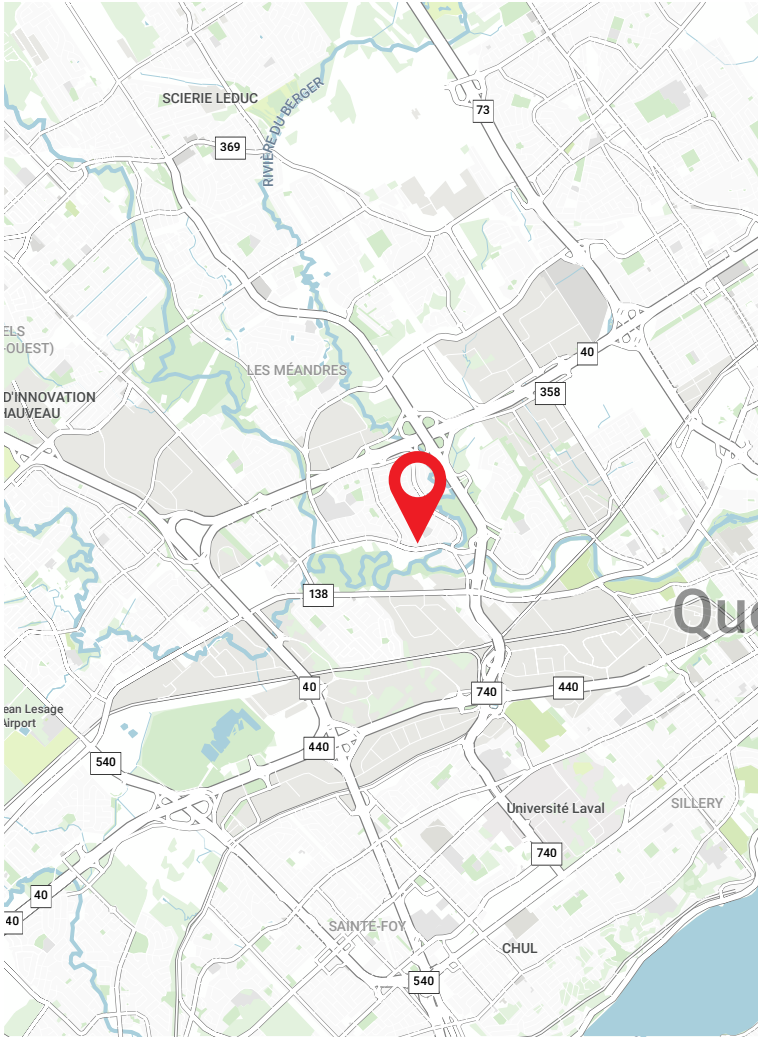 SCIERIE LEDUC
RIVIÈRE DU BERGER
73
369
ELS
-OUEST)
LES MÉANDRES
40
358
D'INNOVATION
HAUVEAU
138
Que
40
740
440
ean Lesage
Airport
440
540
Université Laval
SILLERY
740
40
40
SAINTE-FOY
CHUL
540